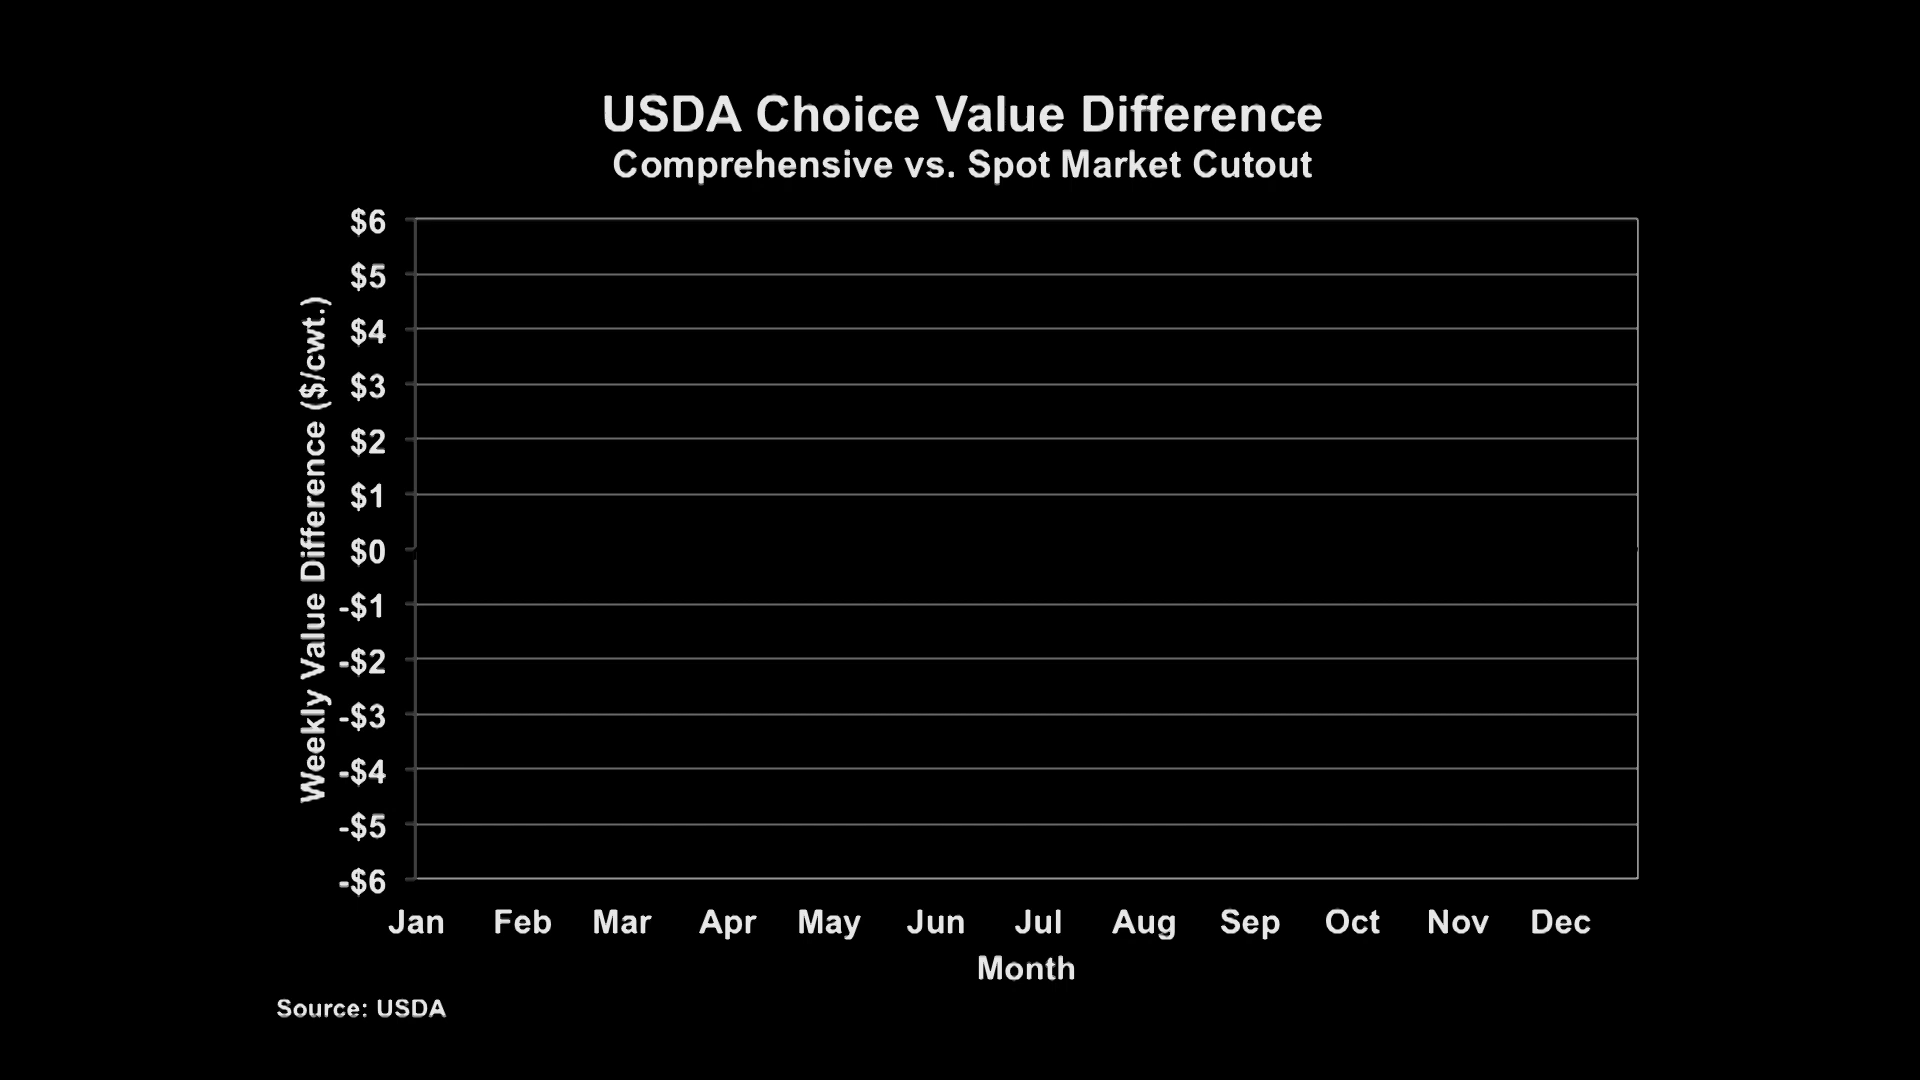 USDA Choice Value Difference
Comprehensive vs. Spot Market Cutout
Weekly Value Difference ($/cwt.)
$6
$5
$4
$3
$2
$1
$0
-$1
-$2
-$3
-$4
-$5
-$6
Jan Feb Mar Apr May Jun Jul Aug Sep Oct Nov Dec
Month
Source: USDA